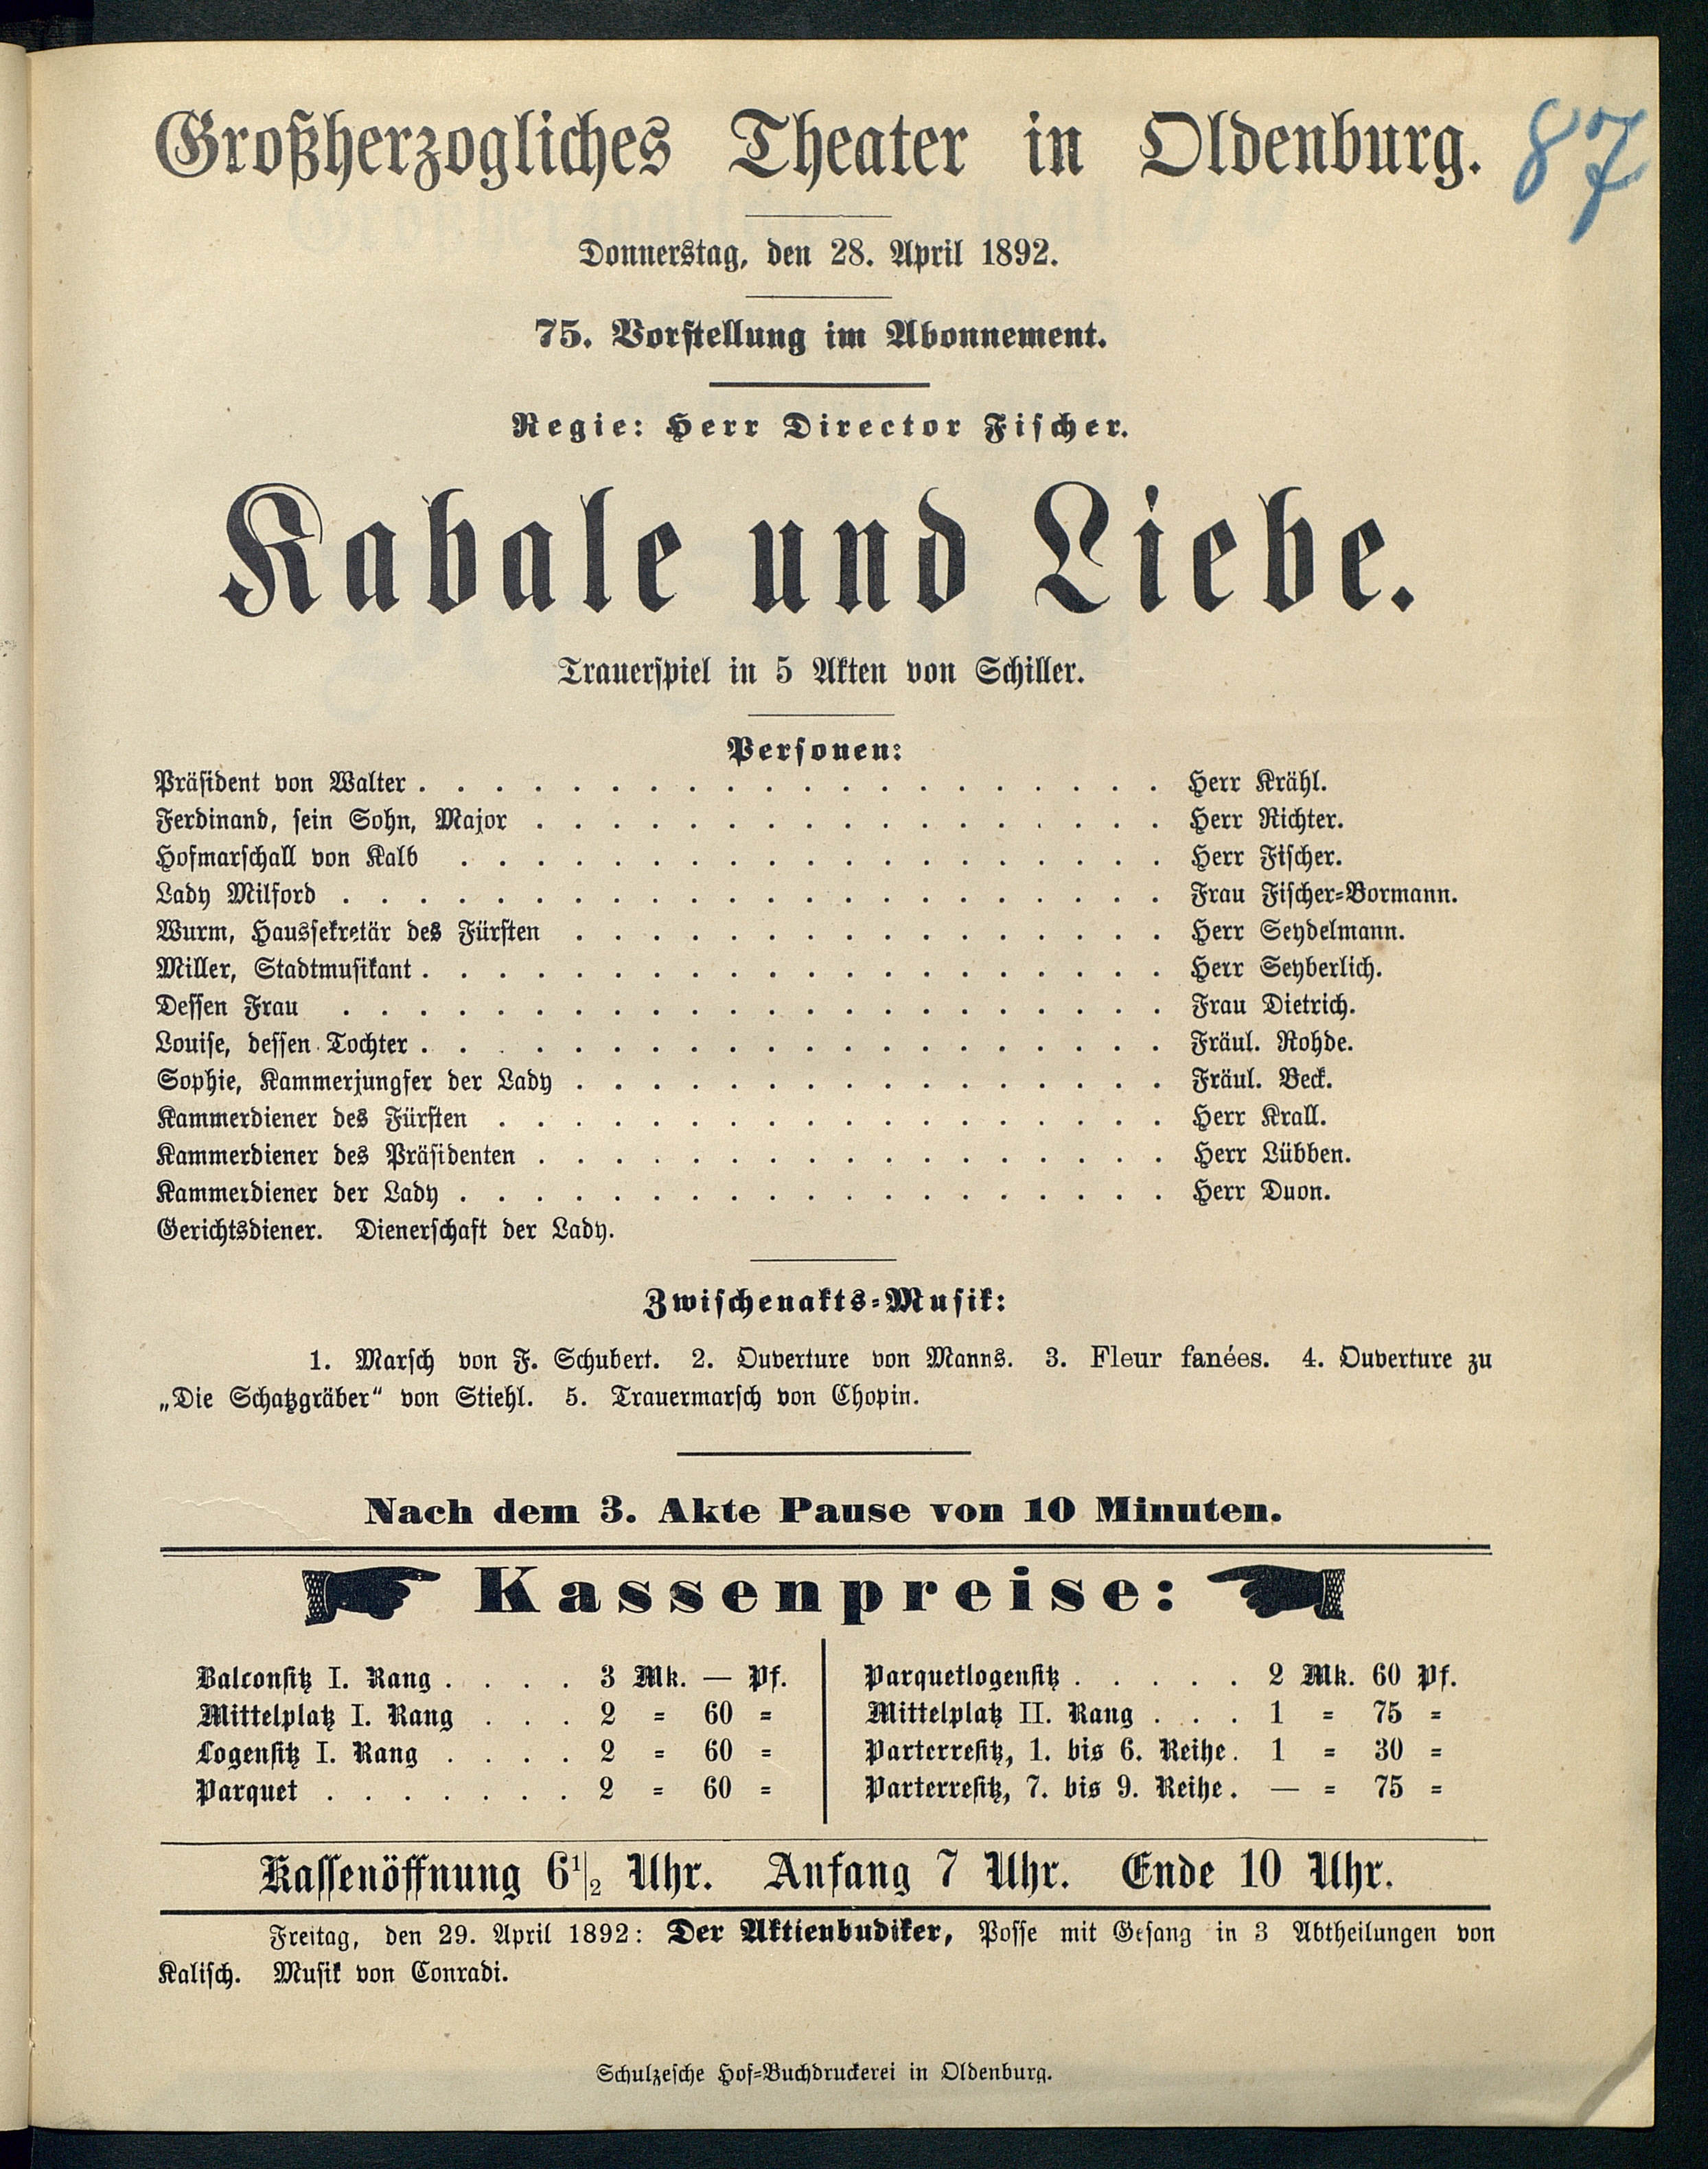 Großherzogliches Theater in Oldenburg.
87
Donnerstag, den 28. April 1892.
75. Vorstellung im Abonnement.
Regie: Herr Director Fischer.
Kabale und Liebe.
Trauerspiel in 5 Akten von Schiller.
Personen:
Präsident von Walter . . . . . . . . . . . . . . . . . . . . Herr Krähl.
Ferdinand, sein Sohn, Major . . . . . . . . . . . . . . . . . Herr Richter.
Hofmarschall von Kalb . . . . . . . . . . . . . . . . . . . Herr Fischer.
Lady Milford . . . . . . . . . . . . . . . . . . . . . . Frau Fischer-Bormann.
Wurm, Haussekretär des Fürsten . . . . . . . . . . . . . . . . Herr Seydelmann.
Miller, Stadtmusikant . . . . . . . . . . . . . . . . . . . . Herr Seyberlich.
Dessen Frau . . . . . . . . . . . . . . . . . . . . . . Frau Dietrich.
Louise, dessen Tochter . . . . . . . . . . . . . . . . . . . . Fräul. Rohde.
Sophie, Kammerjungfer der Lady . . . . . . . . . . . . . . . . Fräul. Beck.
Kammerdiener des Fürsten . . . . . . . . . . . . . . . . . . Herr Krall.
Kammerdiener des Präsidenten . . . . . . . . . . . . . . . . . Herr Lübben.
Kammerdiener der Lady . . . . . . . . . . . . . . . . . . . Herr Duon.
Gerichtsdiener. Dienerschaft der Lady.
Zwischenakts-Musik:
1. Marsch von F. Schubert. 2. Ouverture von Manns. 3. Fleur fanées. 4. Ouverture zu
„Die Schatzgräber“ von Stiehl. 5. Trauermarsch von Chopin.
Nach dem 3. Akte Pause von 10 Minuten.
Kassenpreise:
Balconsitz I. Rang . . . . 3 Mk. — Pf.
Mittelplatz I. Rang . . . 2 = 60 =
Logensitz I. Rang . . . . 2 = 60 =
Parquet . . . . . . . 2 = 60 =
Parquetlogensitz . . . . . 2 Mk. 60 Pf.
Mittelplatz II. Rang . . . 1 = 75 =
Parterresitz, 1. bis 6. Reihe. 1 = 30 =
Parterresitz, 7. bis 9. Reihe. — = 75 =
Kassenöffnung 6 1/2 Uhr. Anfang 7 Uhr. Ende 10 Uhr.
Freitag, den 29. April 1892: Der Aktienbudiker, Posse mit Gesang in 3 Abtheilungen von
Kalisch. Musik von Conradi.
Schulzesche Hof-Buchdruckerei in Oldenburg.